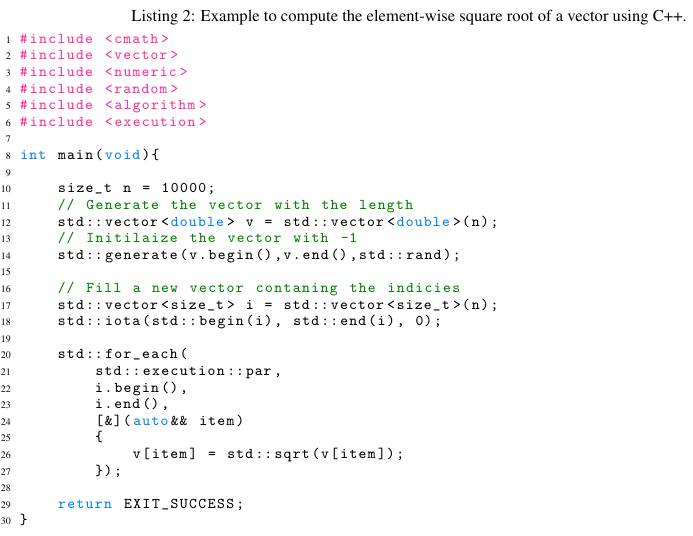 Listing 2: Example to compute the element-wise square root of a vector using C++.
1 #include <cmath>
2 #include <vector>
3 #include <numeric>
4 #include <random>
5 #include <algorithm>
6 #include <execution>
7
8 int main(void){
9
10 size_t n = 10000;
11 // Generate the vector with the length
12 std::vector<double> v = std::vector<double>(n);
13 // Initilaize the vector with -1
14 std::generate(v.begin(),v.end(),std::rand);
15
16 // Fill a new vector contaning the indicies
17 std::vector<size_t> i = std::vector<size_t>(n);
18 std::iota(std::begin(i), std::end(i), 0);
19
20 std::for_each(
21 std::execution::par,
22 i.begin(),
23 i.end(),
24 [&](auto&& item)
25 {
26 v[item] = std::sqrt(v[item]);
27 });
28
29 return EXIT_SUCCESS;
30 }